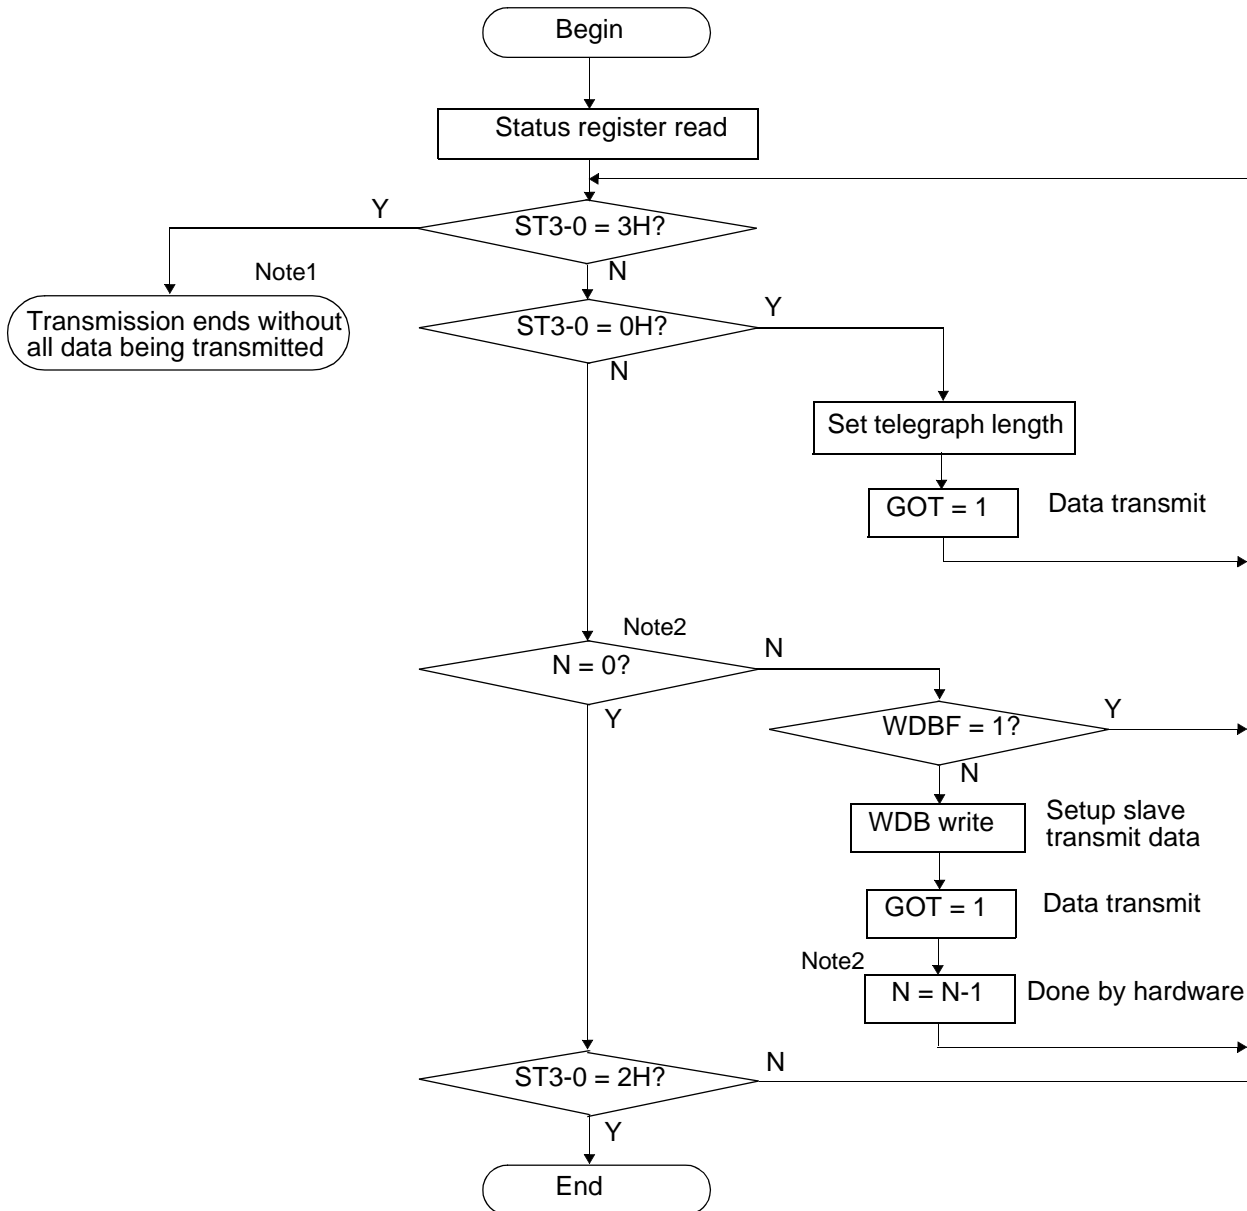 Begin
Status register read
Y
ST3-0 = 3H?
Note1
N
Transmission ends without
all data being transmitted
ST3-0 = 0H?
Y
N
Set telegraph length
GOT = 1
Data transmit
Note2
N = 0?
N
Y
WDBF = 1?
Y
N
WDB write
Setup slave
transmit data
GOT = 1
Data transmit
Note2
N = N-1
Done by hardware
ST3-0 = 2H?
N
Y
End